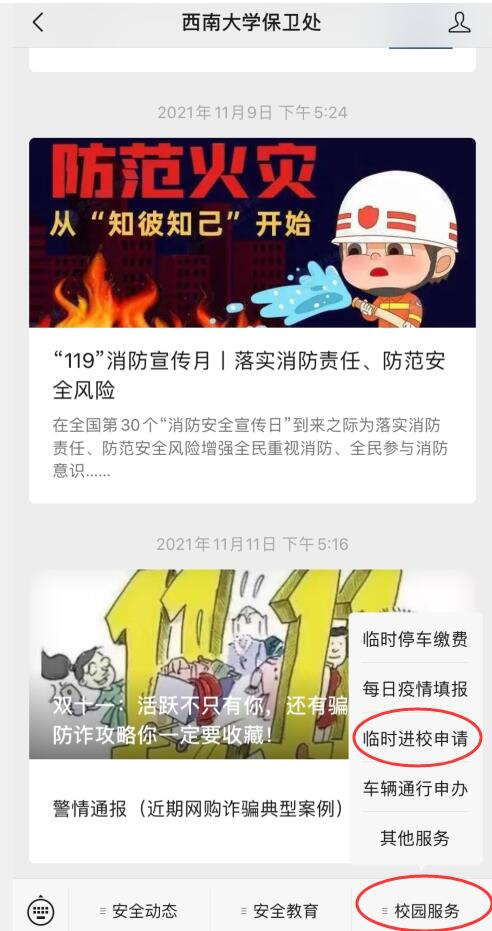 西南大学保卫处
2021年11月9日 下午5:24
防范火灾
从“知彼知己”开始
“119”消防宣传月丨落实消防责任、防范安
全风险
在全国第30个“消防安全宣传日”到来之际为落实消防
责任、防范安全风险增强全民重视消防、全民参与消防
意识......
2021年11月11日 下午5:16
11 11
双十一：活跃不只有你，还有骗
防诈攻略你一定要收藏！
警情通报（近期网购诈骗典型案例）
临时停车缴费
每日疫情填报
临时进校申请
车辆通行申办
其他服务
安全动态
安全教育
校园服务